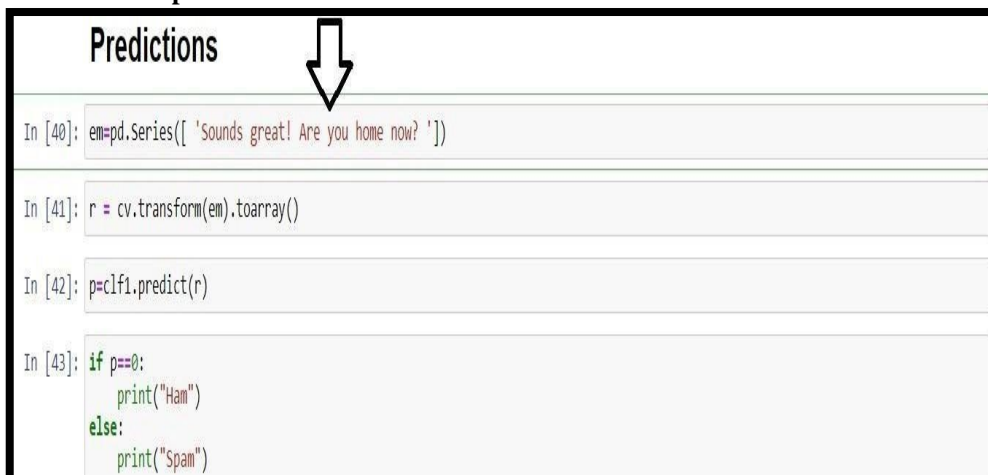 Predictions
In [40]: em=pd.Series([ 'Sounds great! Are you home now? '])
In [41]: r = cv.transform(em).toarray()
In [42]: p=clf1.predict(r)
In [43]: if p==0:
print("Ham")
else:
print("Spam")